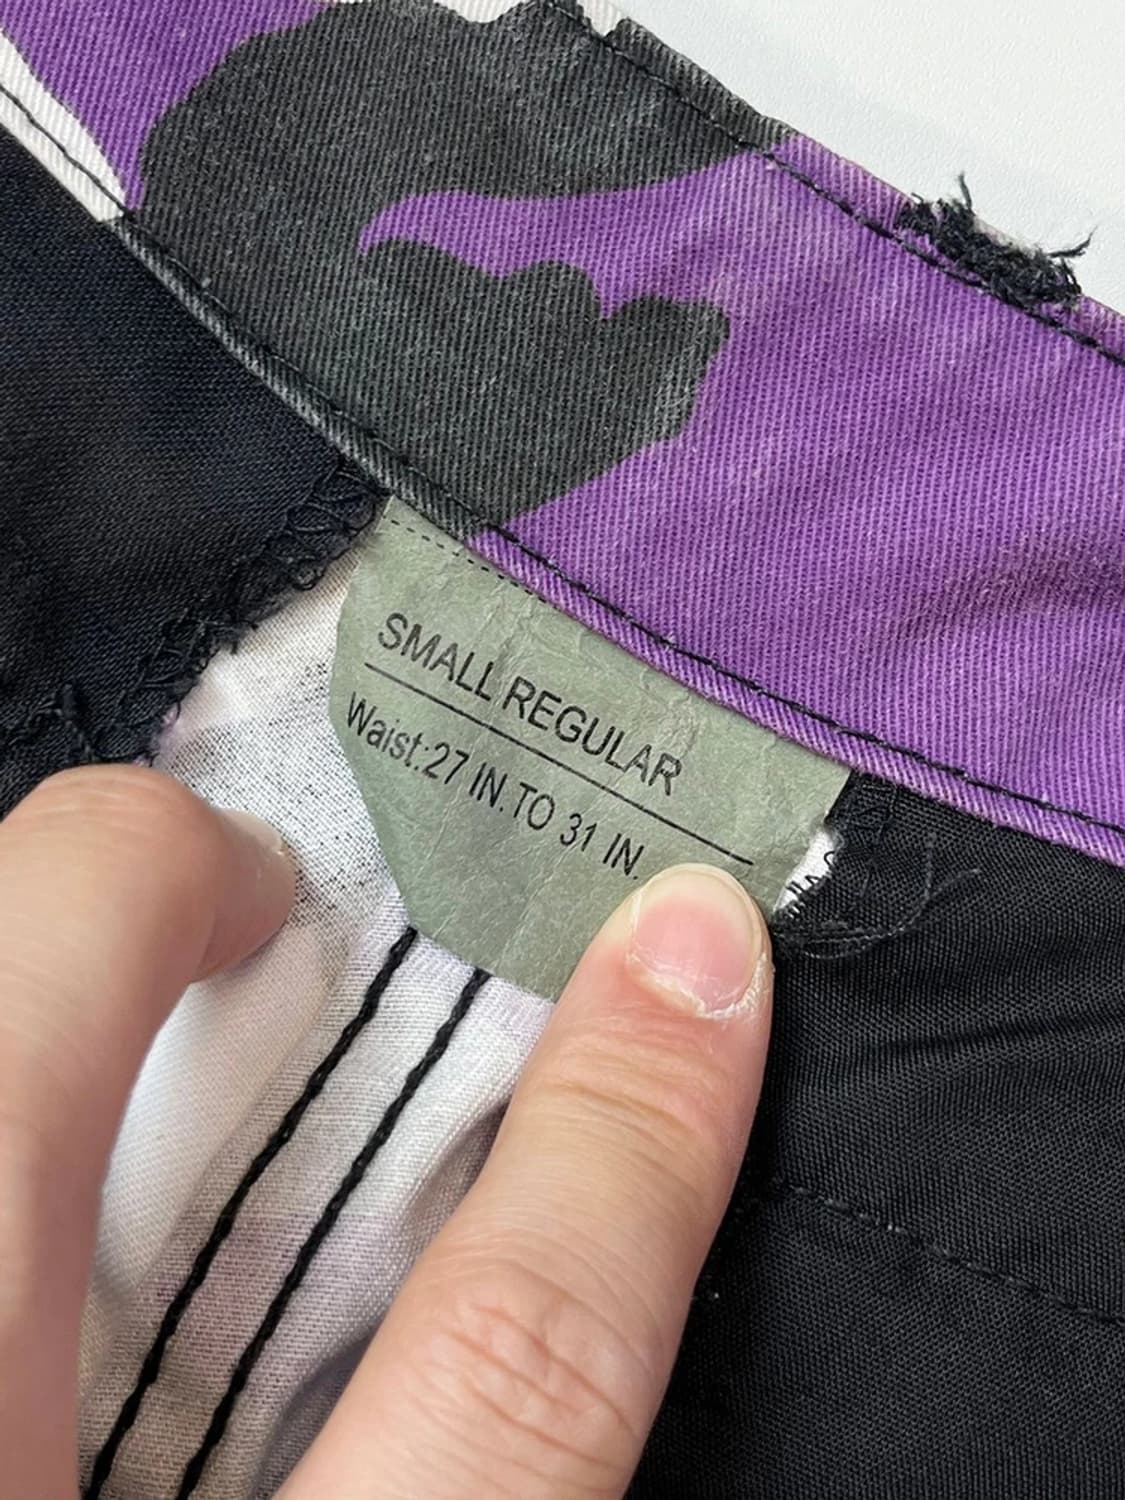 SMALL REGULAR
Waist:27 IN.TO 31 IN.